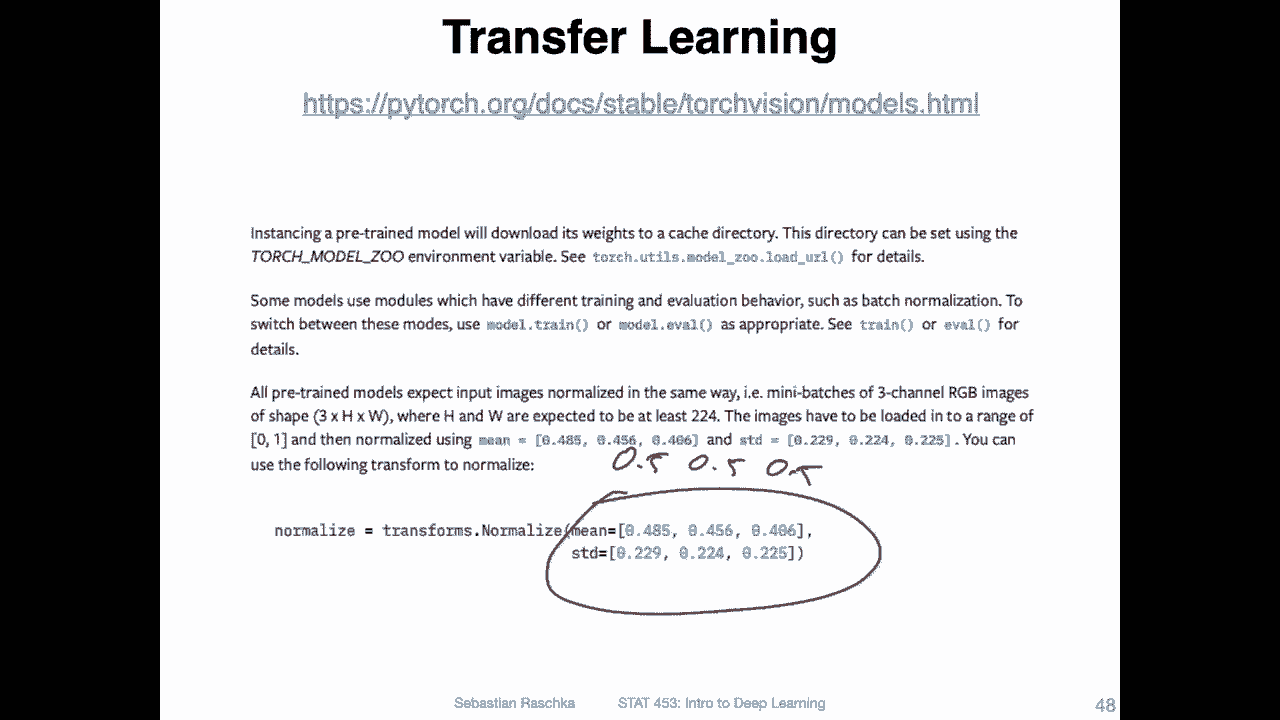 Transfer Learning
https://pytorch.org/docs/stable/torchvision/models.html
Instancing a pre-trained model will download its weights to a cache directory. This directory can be set using the
TORCH_MODEL_ZOO environment variable. See torch.utils.model_zoo.load_url() for details.
Some models use modules which have different training and evaluation behavior, such as batch normalization. To
switch between these modes, use model.train() or model.eval() as appropriate. See train() or eval() for
details.
All pre-trained models expect input images normalized in the same way, i.e. mini-batches of 3-channel RGB images
of shape (3 x H x W), where H and W are expected to be at least 224. The images have to be loaded in to a range of
[0, 1] and then normalized using mean = [0.485, 0.456, 0.406] and std = [0.229, 0.224, 0.225]. You can
use the following transform to normalize:
0.5 0.5 0.5
normalize = transforms.Normalize(mean=[0.485, 0.456, 0.406],
std=[0.229, 0.224, 0.225])
Sebastian Raschka STAT 453: Intro to Deep Learning 48